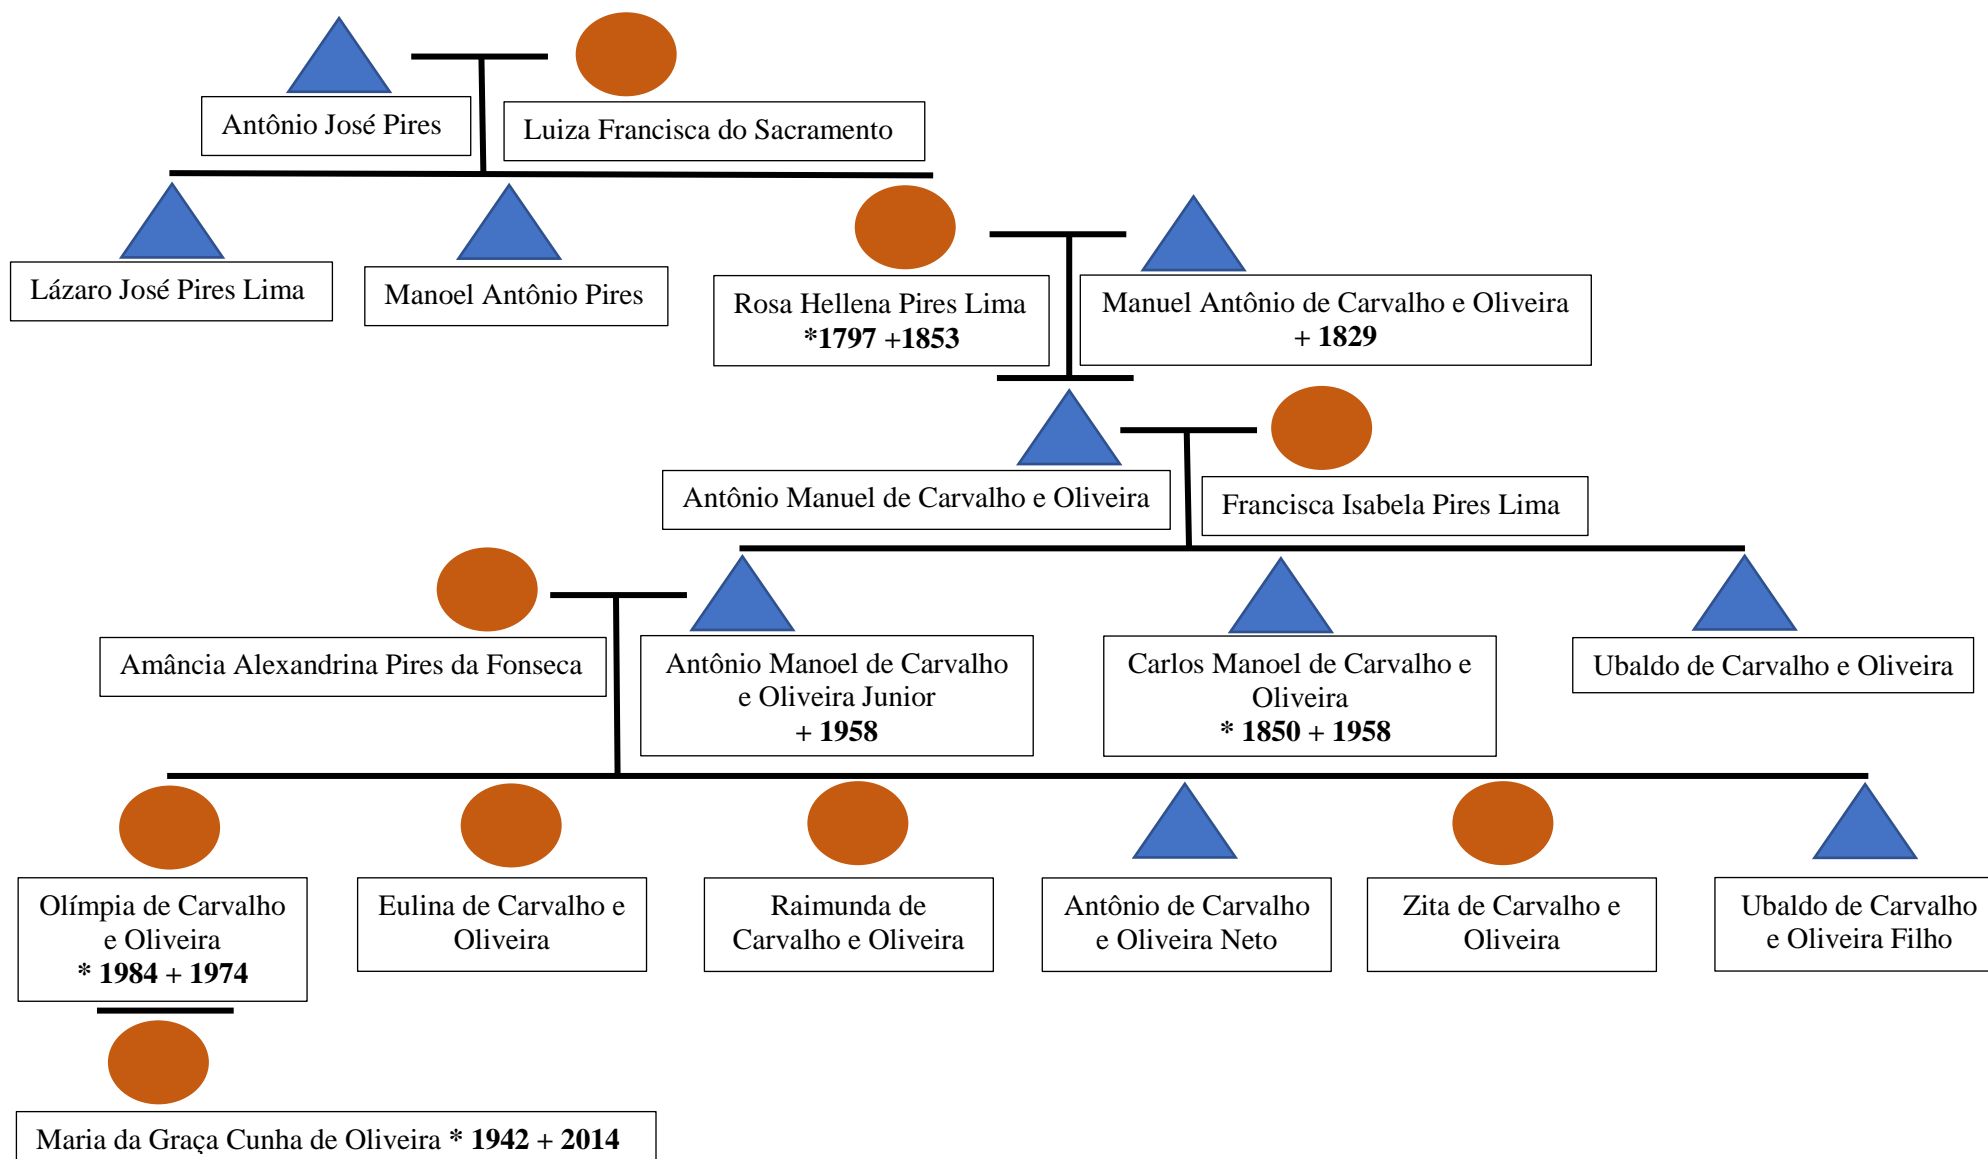 Antônio José Pires
Luiza Francisca do Sacramento
Lázaro José Pires Lima
Manoel Antônio Pires
Rosa Hellena Pires Lima
*1797 +1853
Manuel Antônio de Carvalho e Oliveira
+ 1829
Antônio Manuel de Carvalho e Oliveira
Francisca Isabela Pires Lima
Amância Alexandrina Pires da Fonseca
Antônio Manoel de Carvalho
e Oliveira Junior
+ 1958
Carlos Manoel de Carvalho e
Oliveira
* 1850 + 1958
Ubaldo de Carvalho e Oliveira
Olímpia de Carvalho
e Oliveira
* 1984 + 1974
Eulina de Carvalho e
Oliveira
Raimunda de
Carvalho e Oliveira
Antônio de Carvalho
e Oliveira Neto
Zita de Carvalho e
Oliveira
Ubaldo de Carvalho
e Oliveira Filho
Maria da Graça Cunha de Oliveira * 1942 + 2014